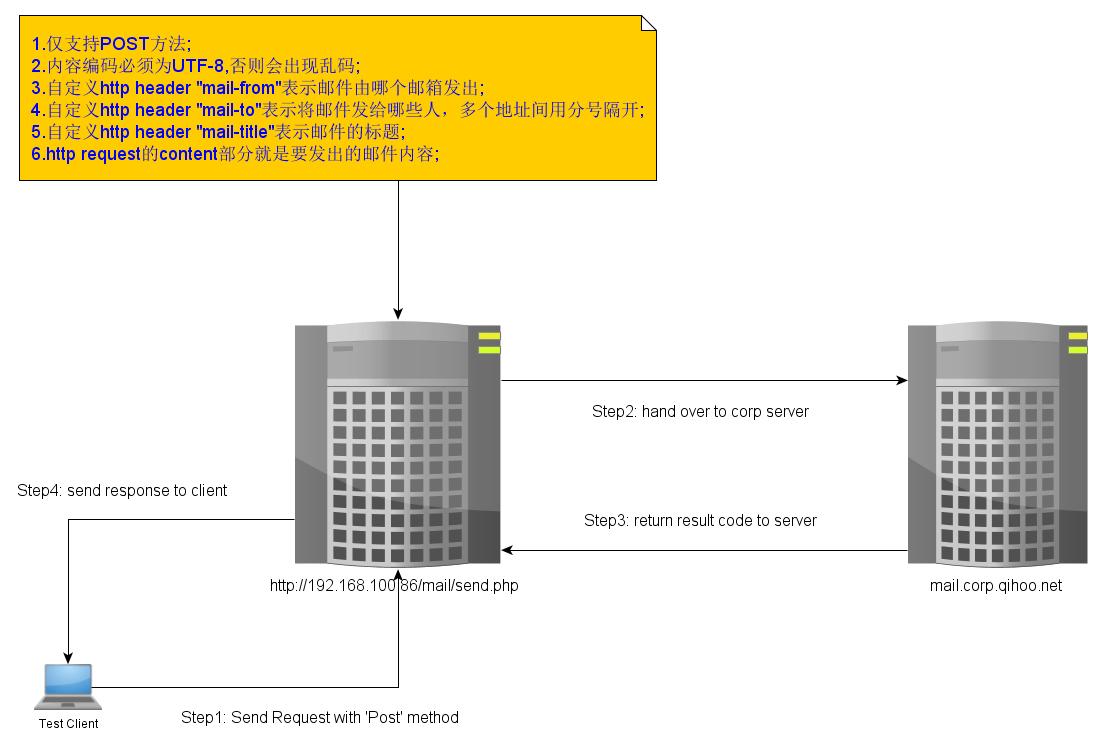 1.仅支持POST方法;
2.内容编码必须为UTF-8,否则会出现乱码;
3.自定义http header "mail-from"表示邮件由哪个邮箱发出;
4.自定义http header "mail-to"表示将邮件发给哪些人，多个地址间用分号隔开;
5.自定义http header "mail-title"表示邮件的标题;
6.http request的content部分就是要发出的邮件内容;
Step2: hand over to corp server
Step4: send response to client
Step3: return result code to server
http://192.168.100.86/mail/send.php
mail.corp.qihoo.net
Test Client
Step1: Send Request with 'Post' method